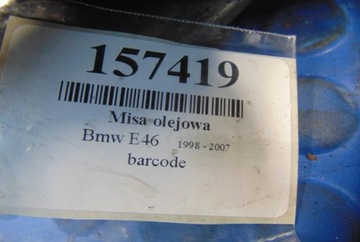 157419
Misa olejowa
Bmw E46 1998 - 2007
barcode